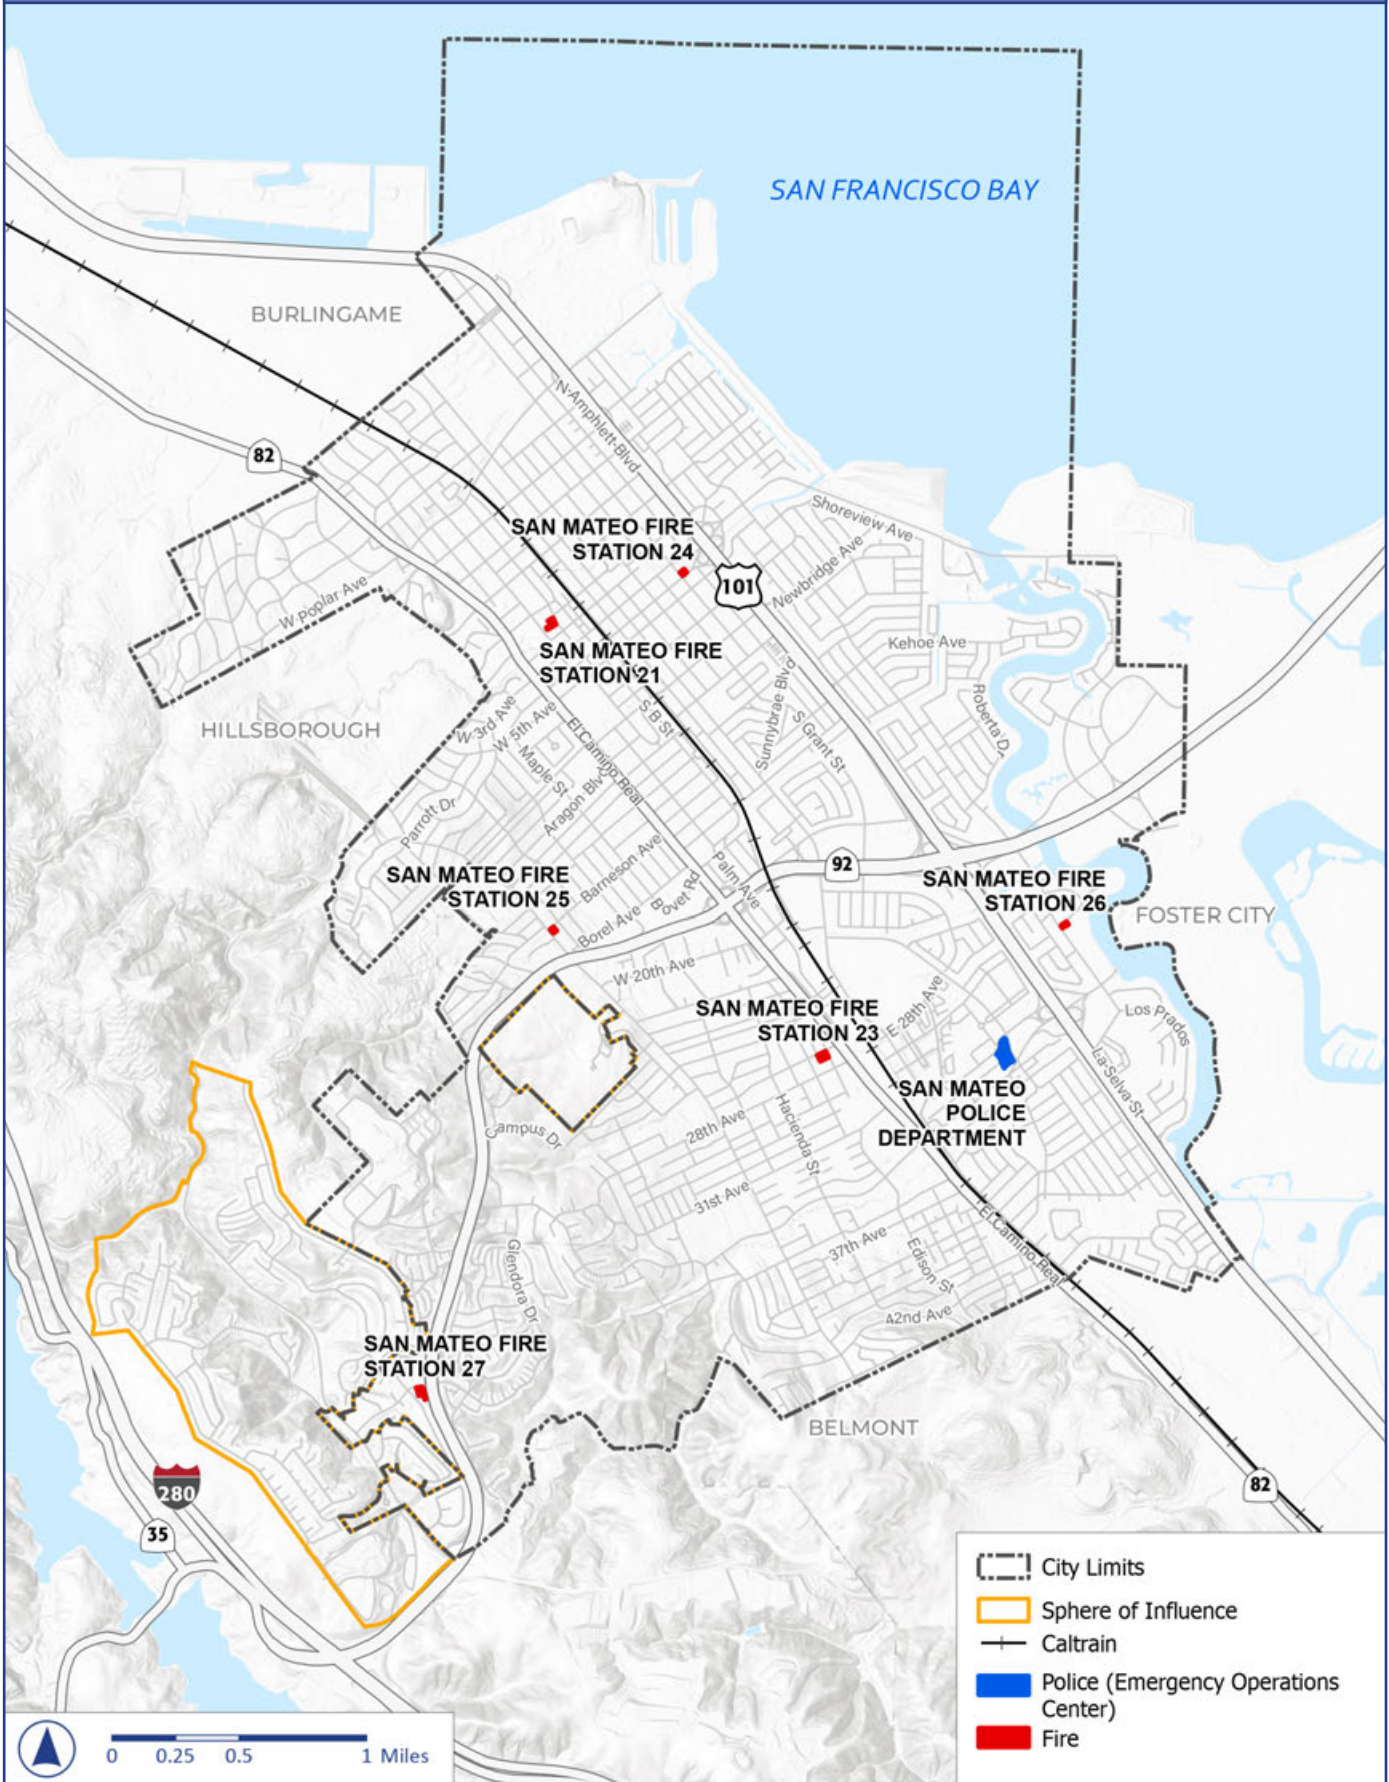 SAN FRANCISCO BAY
BURLINGAME
N Amphlett Blvd
82
SAN MATEO FIRE
STATION 24
Shoreview Ave
101
Newbridge Ave
W Poplar Ave
SAN MATEO FIRE
STATION 21
Kehoe Ave
HILLSBOROUGH
W 3rd Ave
W 5th Ave
S B St
Sunnybrae Blvd
S Grant St
Roberta Dr
El Camino Real
Maple St
Aragon Blvd
Parrott Dr
Barneson Ave
Palm Ave
92
SAN MATEO FIRE
STATION 25
Bovet Rd
Borel Ave
SAN MATEO FIRE
STATION 26
FOSTER CITY
W 20th Ave
SAN MATEO FIRE
STATION 23
E 28th Ave
Los Prados
La Selva St
SAN MATEO
POLICE
DEPARTMENT
Campus Dr
28th Ave
Hacienda St
31st Ave
El Camino Real
37th Ave
Edison St
Glendora Dr
42nd Ave
SAN MATEO FIRE
STATION 27
BELMONT
280
82
35
City Limits
Sphere of Influence
Caltrain
Police (Emergency Operations
Center)
Fire
0 0.25 0.5 1 Miles